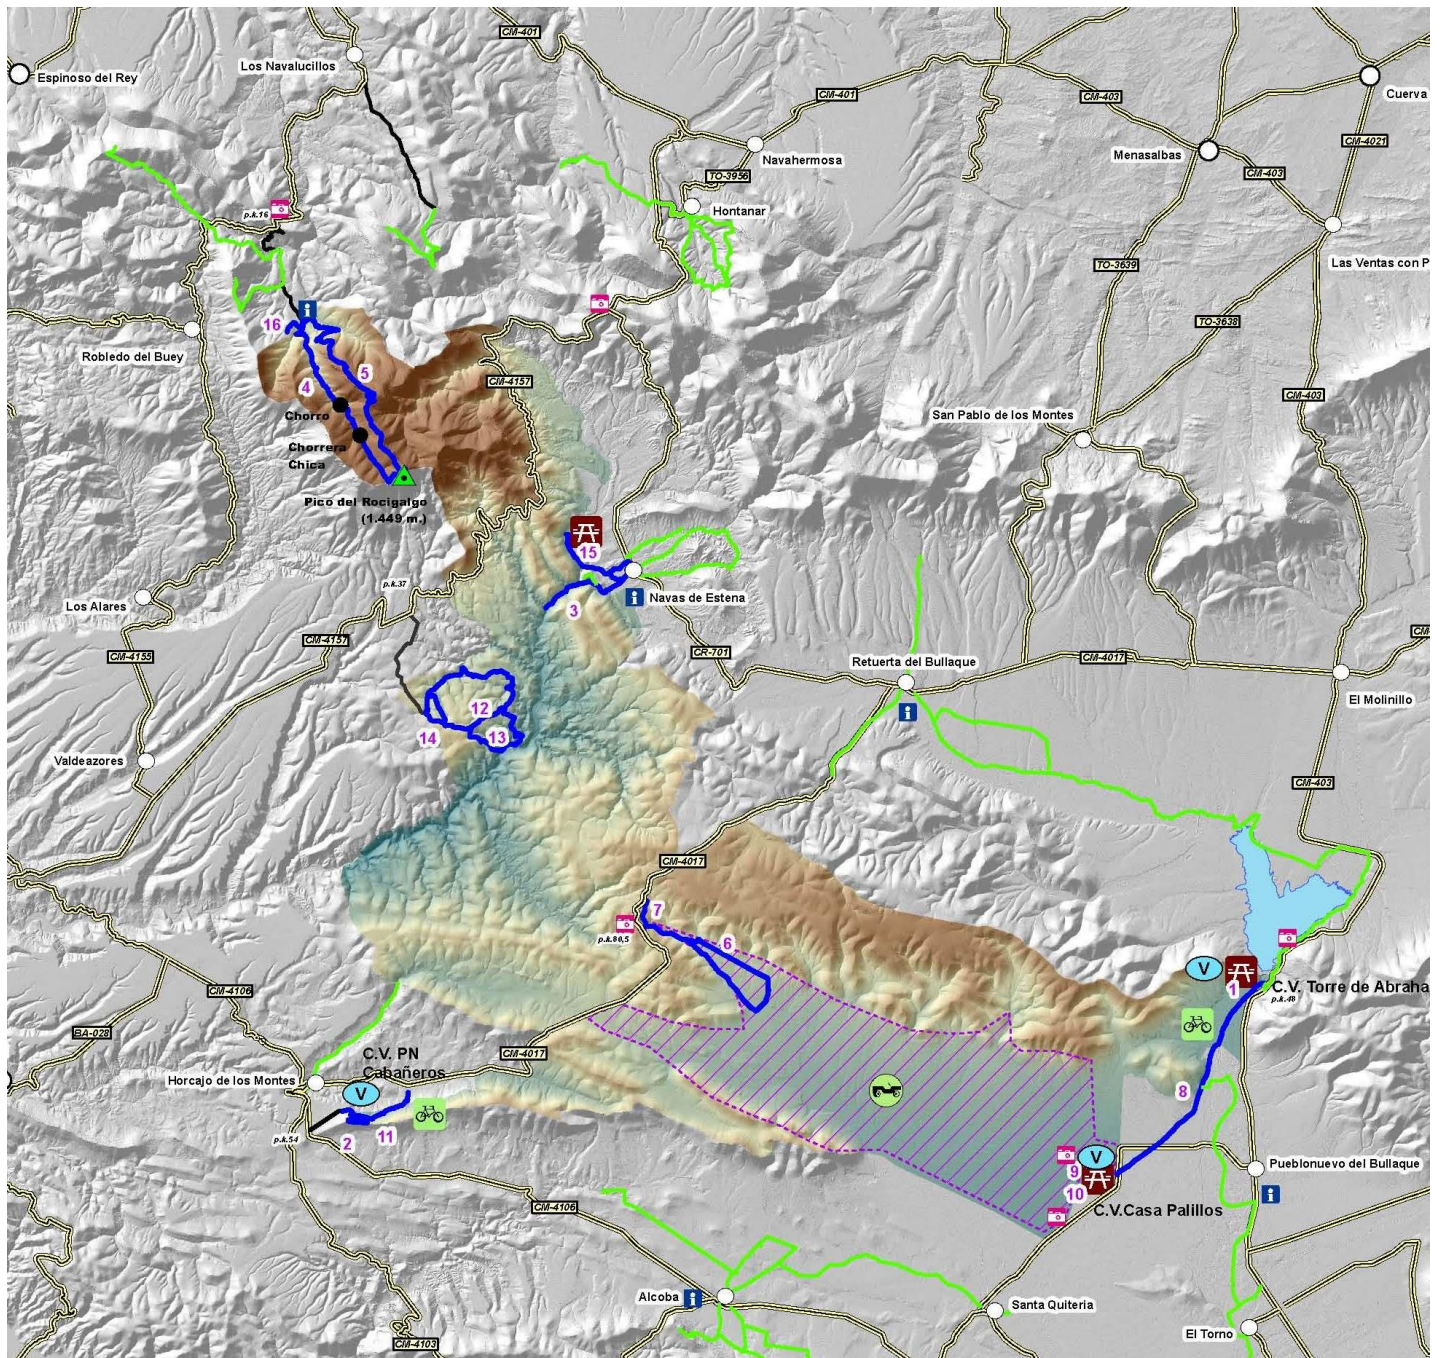 CM-401
Los Navalucillos
Espinoso del Rey
Cuerva
CM-401
CM-403
Navahermosa
Menasalbas
CM-4021
CM-403
TO-3956
p.k.16
Hontanar
Las Ventas con P
TO-3639
i
16
TO-3638
Robledo del Buey
5
4
CM-4157
CM-403
Chorro
San Pablo de los Montes
Chorrera
Chica
Pico del Rocigalgo
(1.449 m.)
15
p.k.37
Los Alares
3
i
Navas de Estena
CM-4157
CM-4155
CR-701
Retuerta del Bullaque
CM-4017
CM-
El Molinillo
12
i
14
13
Valdeazores
CM-403
CM-4017
7
p.k.80,5
6
V
1
C.V. Torre de Abraha
p.k.48
CM-4106
BA-028
CM-4017
C.V. PN
Cabañeros
Horcajo de los Montes
V
8
p.k.54
2
11
V
9
10
Pueblonuevo del Bullaque
i
CM-4106
C.V.Casa Palillos
Alcoba
i
Santa Quiteria
El Torno
CM-4103